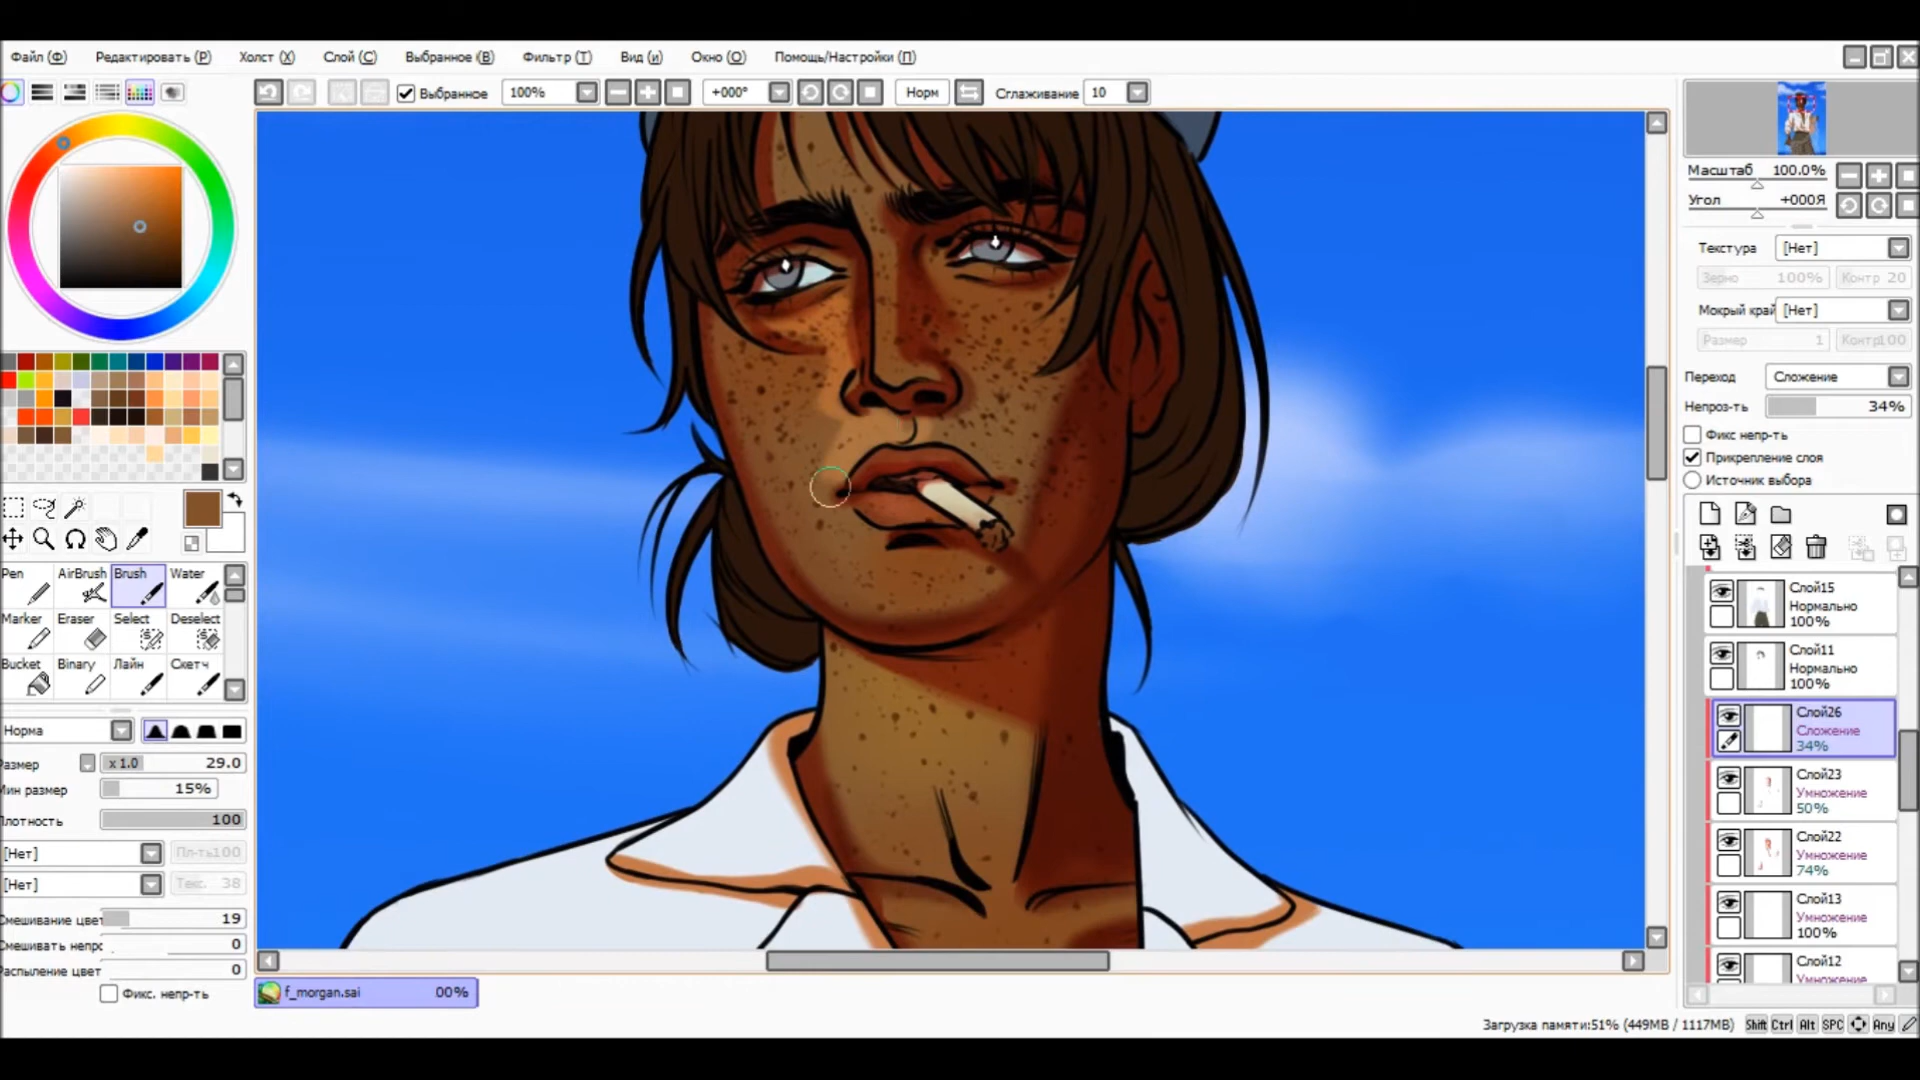 Файл (Ф) Редактировать (Р) Холст (Х) Слой (С) Выбранное (В) Фильтр (Т) Вид (и) Окно (О) Помощь/Настройки (П)
Выбранное 100% +000° Норм Сглаживание 10
Масштаб 100.0%
Угол +000Я
Текстура [Нет]
Зерно 100% Контр 20
Мокрый край [Нет]
Размер 1 Контр100
Переход Сложение
Непроз-ть 34%
Фикс непр-ть
Прикрепление слоя
Источник выбора
Pen AirBrush Brush Water
Marker Eraser Select Deselect
Bucket Binary Лайн Скетч
Норма
Размер x 1.0 29.0
Мин размер 15%
Плотность 100
[Нет] Пл-ть100
[Нет] Текс. 38
Смешивание цвет 19
Смешивать непро 0
Распыление цвет 0
Фикс. непр-ть
Слой15
Нормально
100%
Слой11
Нормально
100%
Слой26
Сложение
34%
Слой23
Умножение
50%
Слой22
Умножение
74%
Слой13
Умножение
100%
Слой12
Умножение
f_morgan.sai 00%
Загрузка памяти:51% (449MB / 1117MB) Shift Ctrl Alt SPC Any